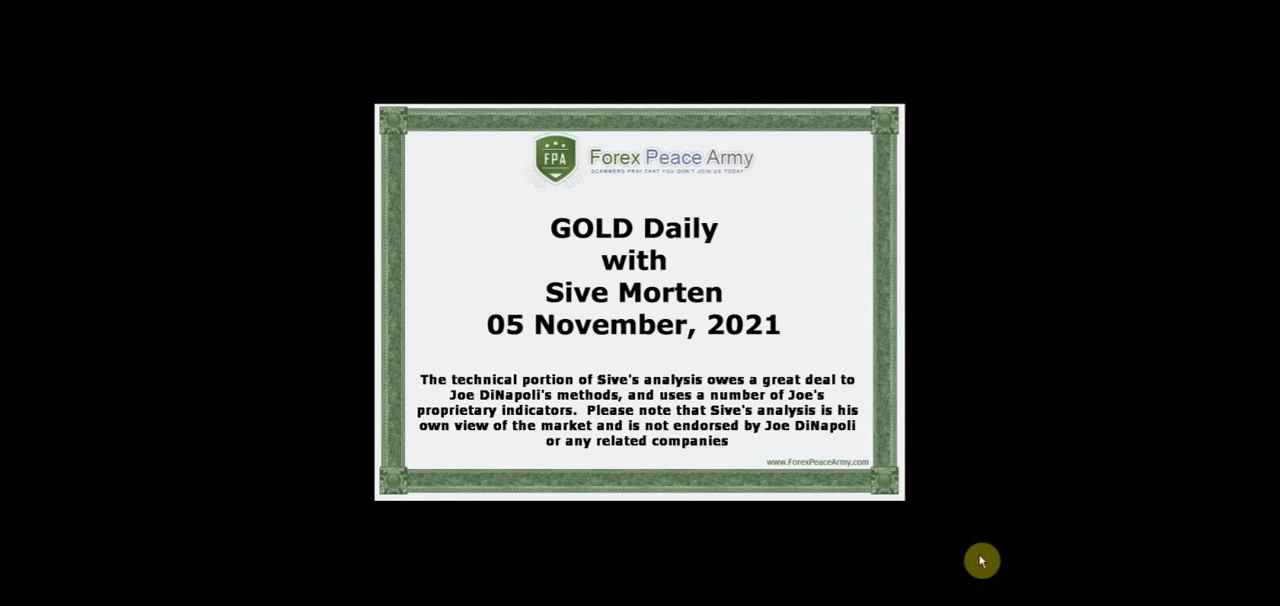 FPA
Forex Peace Army
SCAMMERS PRAY THAT YOU DON'T JOIN US TODAY
GOLD Daily
with
Sive Morten
05 November, 2021
The technical portion of Sive's analysis owes a great deal to
Joe DiNapoli's methods, and uses a number of Joe's
proprietary indicators.  Please note that Sive's analysis is his
own view of the market and is not endorsed by Joe DiNapoli
or any related companies
www.ForexPeaceArmy.com